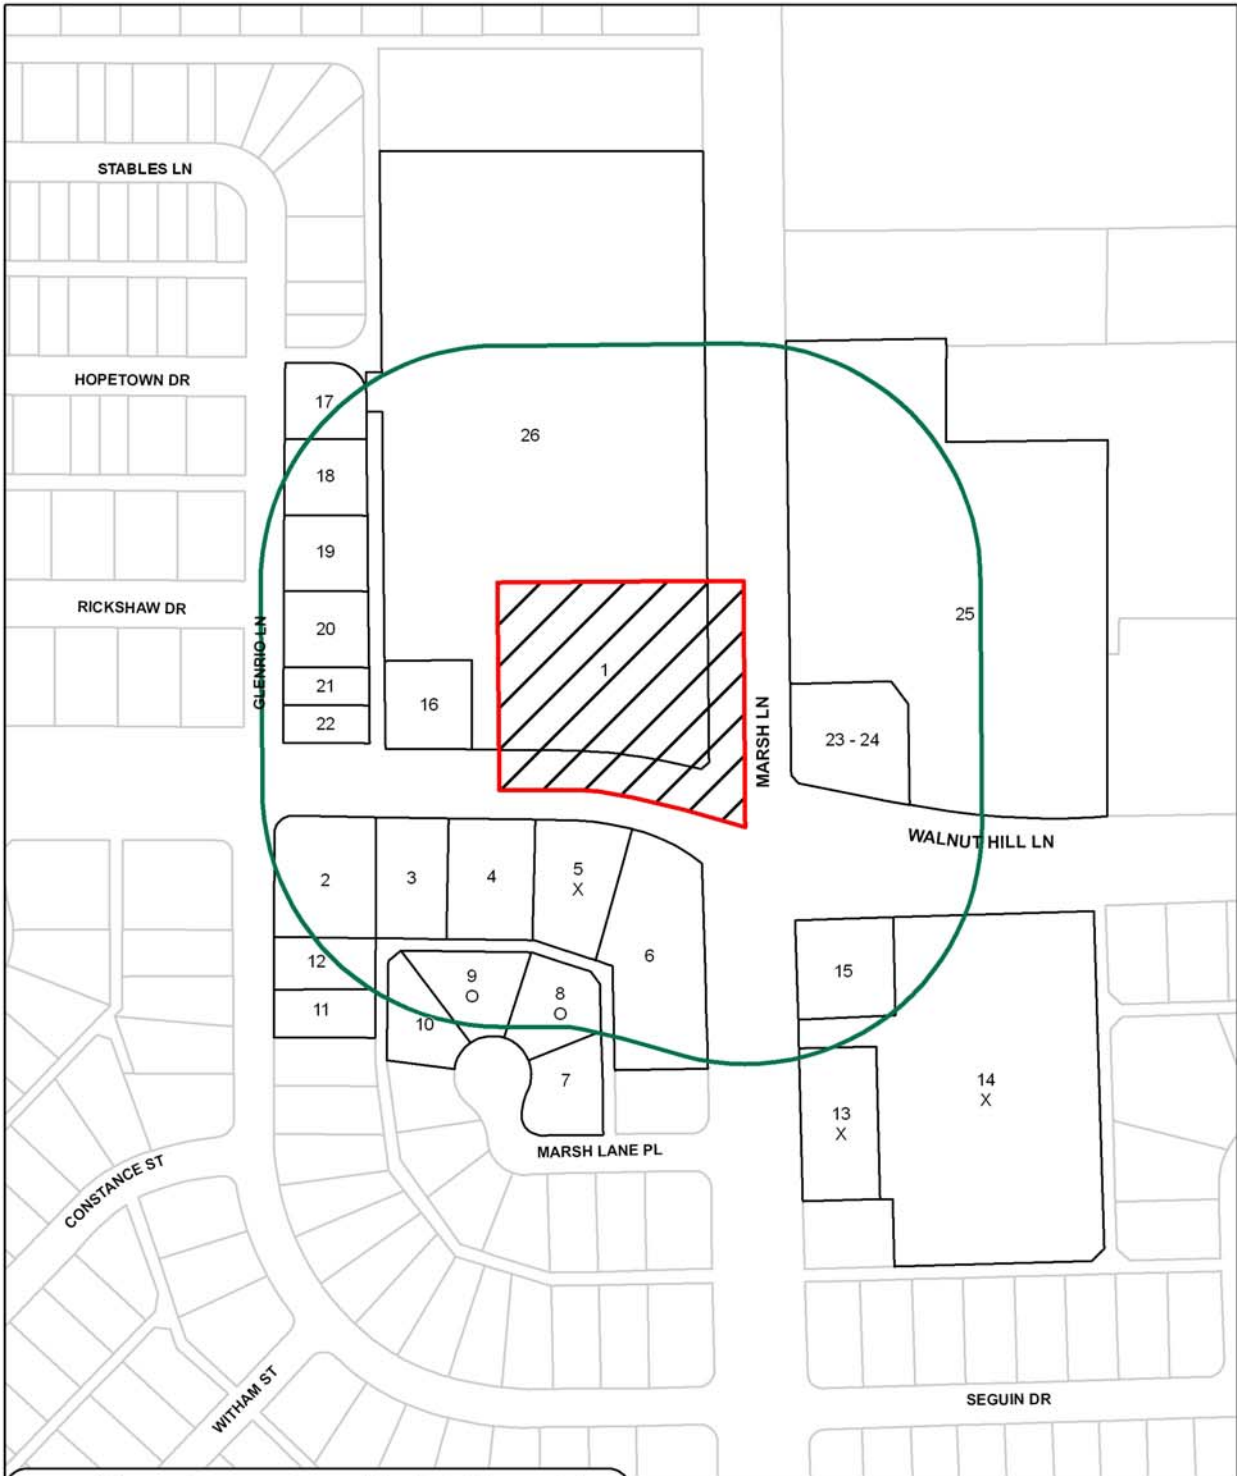 STABLES LN
HOPETOWN DR
17
26
18
19
RICKSHAW DR
20
25
GLENRIO LN
21
1
16
22
MARSH LN
23 - 24
WALNUT HILL LN
2
3
4
5
X
6
12
9
O
8
O
15
11
10
7
14
X
13
X
MARSH LANE PL
CONSTANCE ST
WITHAM ST
SEGUIN DR